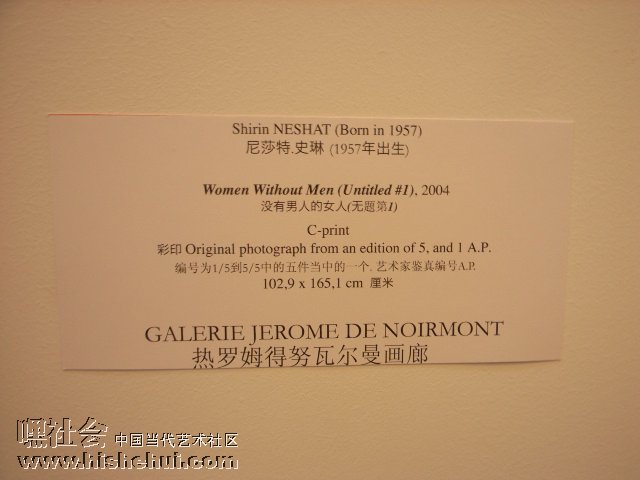 Shirin NESHAT (Born in 1957)
尼莎特.史琳 (1957年出生)
Women Without Men (Untitled #1), 2004
没有男人的女人(无题第1)
C-print
彩印 Original photograph from an edition of 5, and 1 A.P.
编号为1/5到5/5中的五件当中的一个. 艺术家鉴真编号A.P.
102,9 x 165,1 cm 厘米
GALERIE JEROME DE NOIRMONT
热罗姆得努瓦尔曼画廊
嘿社会 中国当代艺术社区
www.hishehui.com